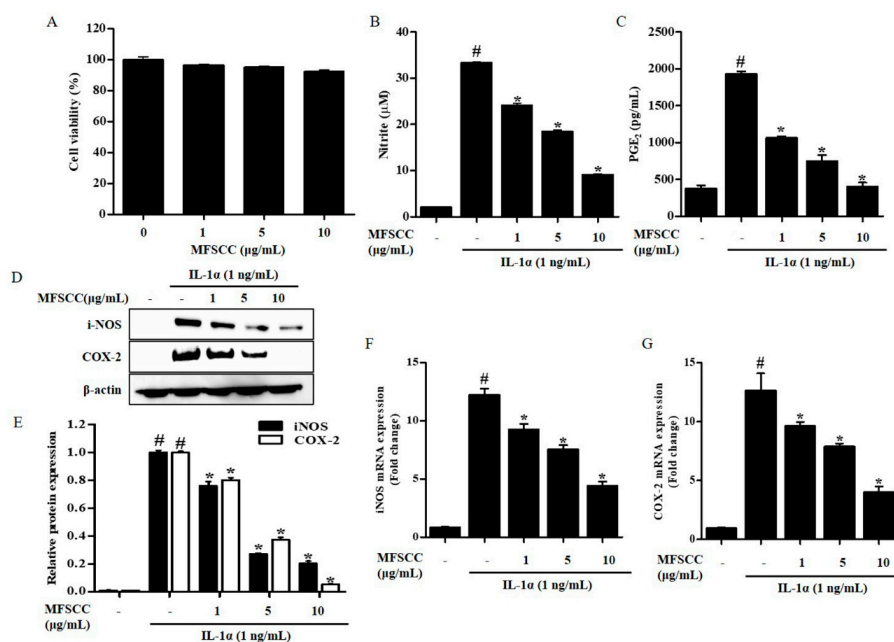 A
Cell viability (%)
120
100
80
60
40
20
0
0 1 5 10
MFSCC (μg/mL)
B
Nitrite (μM)
40
30
20
10
0
#
*
*
*
MFSCC
(μg/mL)
- - 1 5 10
IL-1α (1 ng/mL)
C
PGE2 (pg/mL)
2000
1500
1000
500
0
#
*
*
*
MFSCC
(μg/mL)
- - 1 5 10
IL-1α (1 ng/mL)
D
IL-1α (1 ng/mL)
MFSCC(μg/mL) - - 1 5 10
i-NOS
COX-2
β-actin
E
iNOS
COX-2
Relative protein expression
1.2
1.0
0.8
0.6
0.4
0.2
0.0
# #
* *
* *
* *
MFSCC
(μg/mL)
- - 1 5 10
IL-1α (1 ng/mL)
F
iNOS mRNA expression
(Fold change)
15
10
5
0
#
*
*
*
MFSCC
(μg/mL)
- - 1 5 10
IL-1α (1 ng/mL)
G
COX-2 mRNA expression
(Fold change)
15
10
5
0
#
*
*
*
MFSCC
(μg/mL)
- - 1 5 10
IL-1α (1 ng/mL)